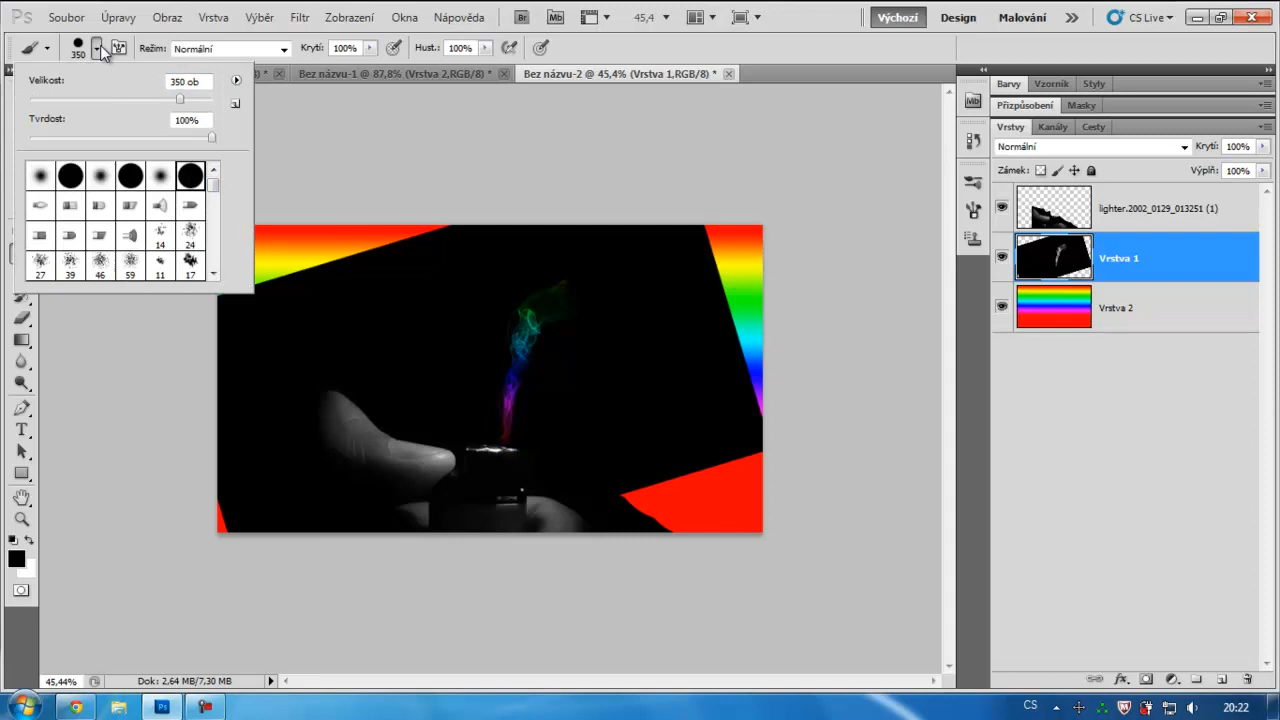 Ps
Soubor Úpravy Obraz Vrstva Výběr Filtr Zobrazení Okna Nápověda
Br Mb 45,4
Výchozí Design Malování
CS Live
350
Režim: Normální
Krytí: 100%
Hust.: 100%
) * Bez názvu-1 @ 87,8% (Vrstva 2,RGB/8) * Bez názvu-2 @ 45,4% (Vrstva 1,RGB/8) *
Velikost: 350 ob
Tvrdost: 100%
14 24
27 39 46 59 11 17
Mb
Barvy Vzorník Styly
Přizpůsobení Masky
Vrstvy Kanály Cesty
Normální Krytí: 100%
Zámek: Výplň: 100%
lighter.2002_0129_013251 (1)
Vrstva 1
Vrstva 2
T
45,44% Dok: 2,64 MB/7,30 MB
fx
Ps
CS 20:22